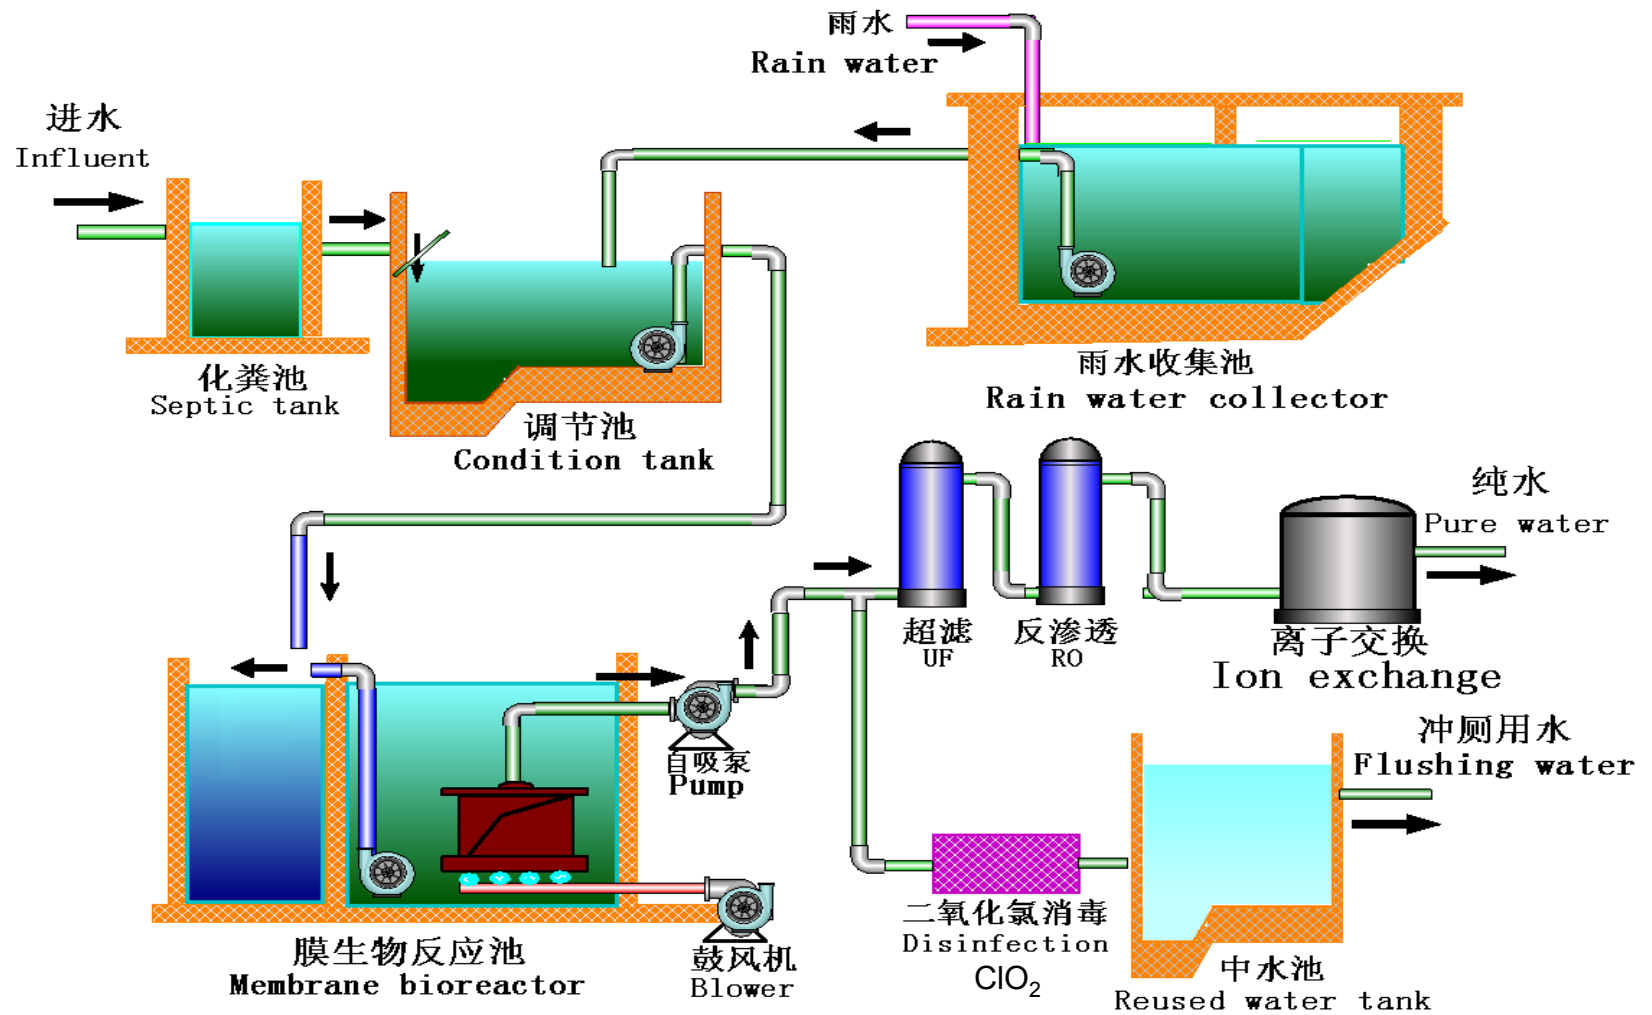 雨水
Rain water
进水
Influent
化粪池
Septic tank
调节池
Condition tank
雨水收集池
Rain water collector
纯水
Pure water
超滤
UF
反渗透
RO
离子交换
Ion exchange
冲厕用水
Flushing water
自吸泵
Pump
二氧化氯消毒
Disinfection
ClO₂
膜生物反应池
Membrane bioreactor
鼓风机
Blower
中水池
Reused water tank